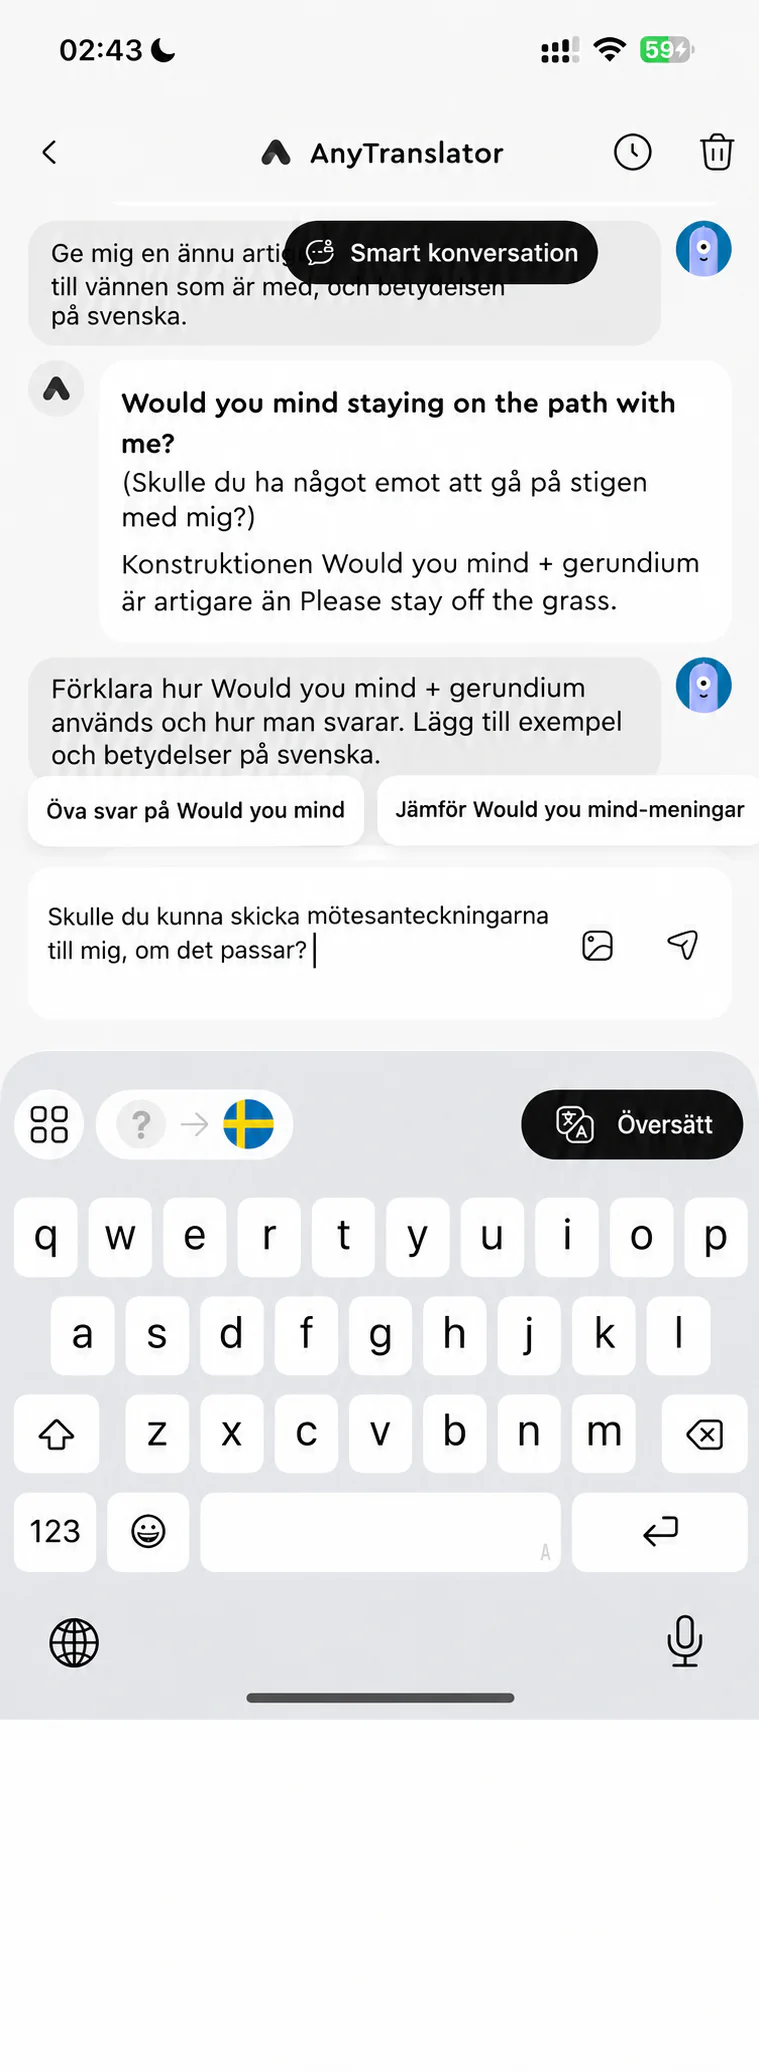 02:43
59
AnyTranslator
Smart konversation
Ge mig en ännu
till vännen som är med, och betydelsen
på svenska.
Would you mind staying on the path with
me?
(Skulle du ha något emot att gå på stigen
med mig?)
Konstruktionen Would you mind + gerundium
är artigare än Please stay off the grass.
Förklara hur Would you mind + gerundium
används och hur man svarar. Lägg till exempel
och betydelser på svenska.
Öva svar på Would you mind
Jämför Would you mind-meningar
Skulle du kunna skicka mötesanteckningarna
till mig, om det passar?
? → Översätt
q w e r t y u i o p
a s d f g h j k l
z x c v b n m
123
A